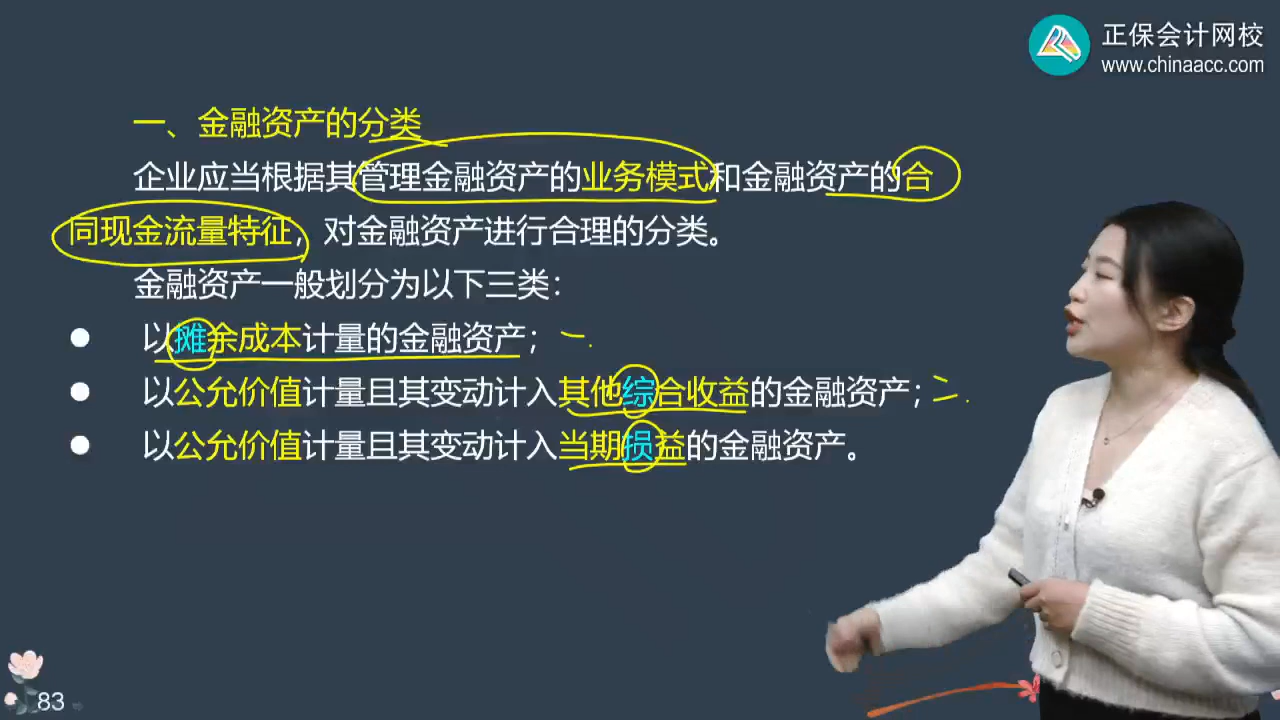 正保会计网校
www.chinaacc.com
一、金融资产的分类
企业应当根据其管理金融资产的业务模式和金融资产的合
同现金流量特征，对金融资产进行合理的分类。
金融资产一般划分为以下三类：
● 以摊余成本计量的金融资产； 一.
● 以公允价值计量且其变动计入其他综合收益的金融资产； 二.
● 以公允价值计量且其变动计入当期损益的金融资产。
83